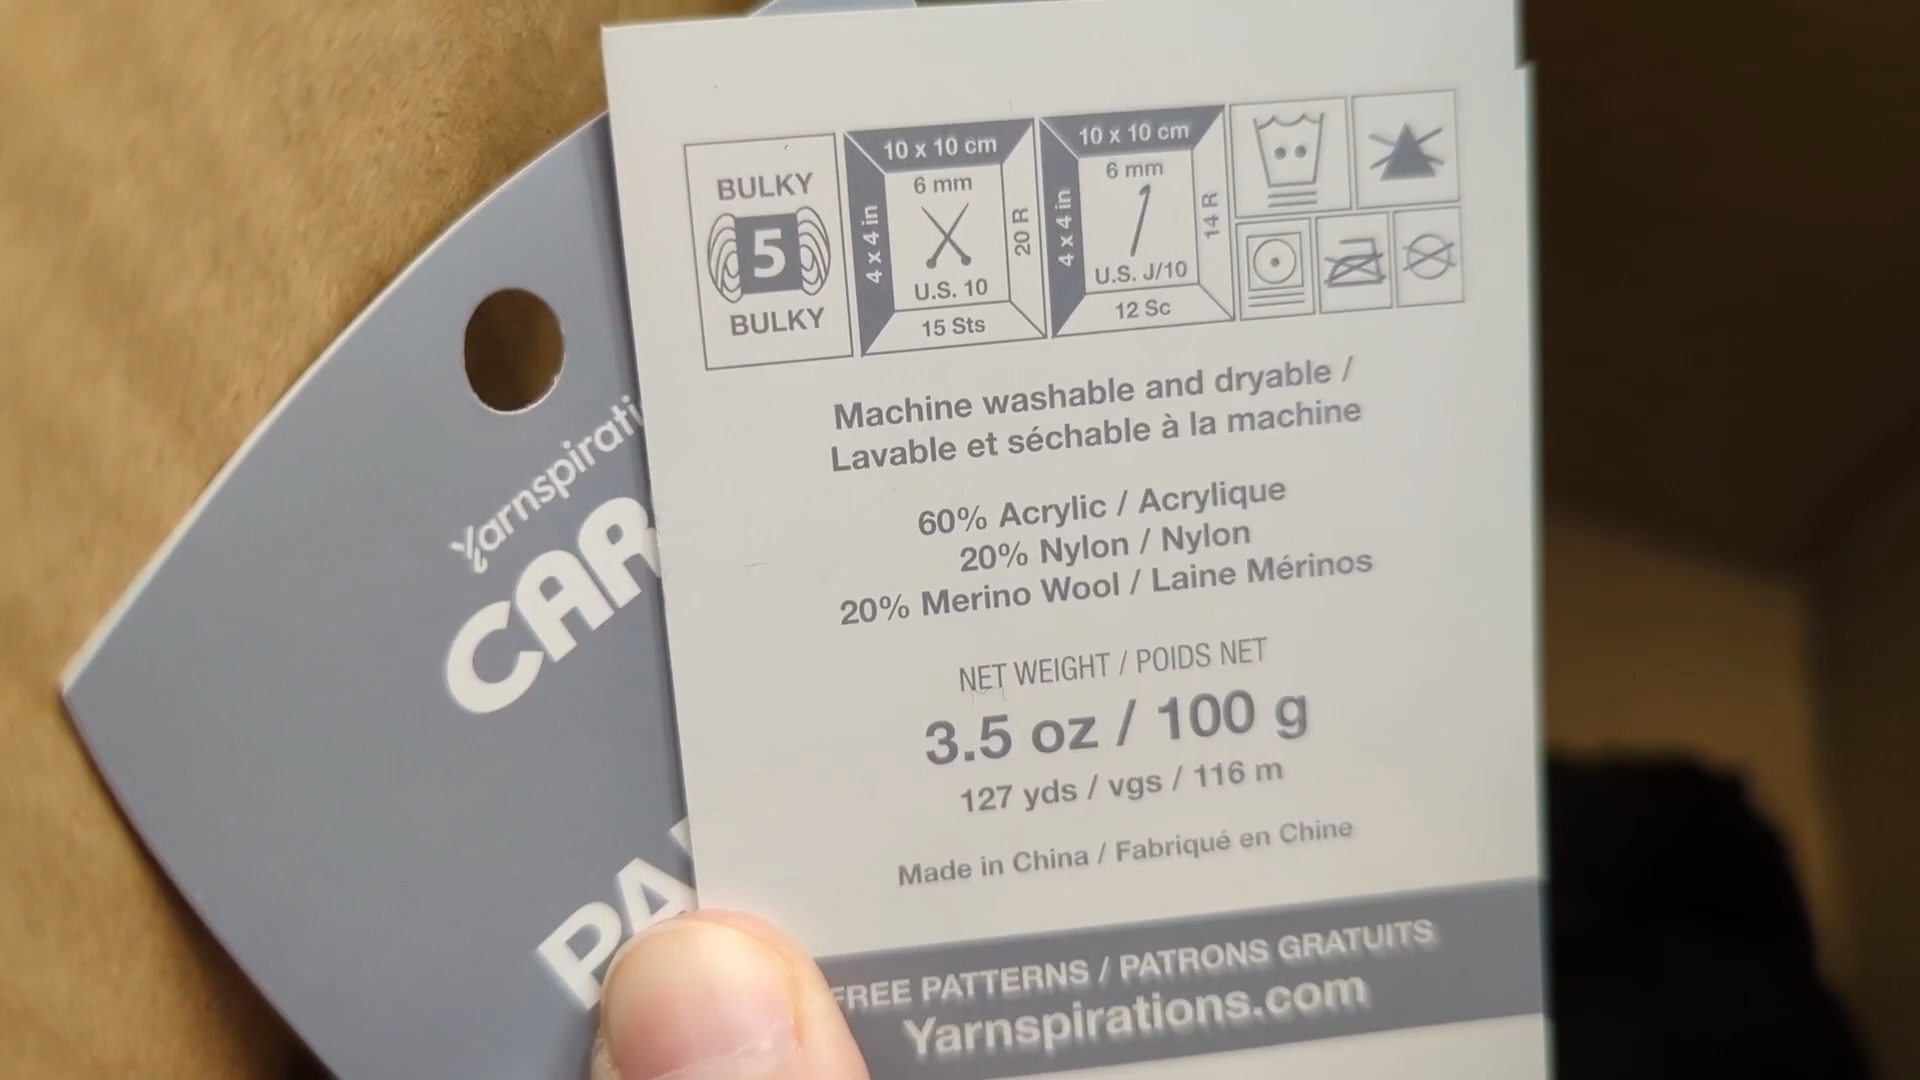 BULKY
5
BULKY
10 x 10 cm
4 x 4 in
6 mm
U.S. 10
20 R
15 Sts
10 x 10 cm
4 x 4 in
6 mm
U.S. J/10
14 R
12 Sc
Machine washable and dryable /
Lavable et séchable à la machine
60% Acrylic / Acrylique
20% Nylon / Nylon
20% Merino Wool / Laine Mérinos
NET WEIGHT / POIDS NET
3.5 oz / 100 g
127 yds / vgs / 116 m
Made in China / Fabriqué en Chine
FREE PATTERNS / PATRONS GRATUITS
Yarnspirations.com
Yarnspirati
CAR
PA